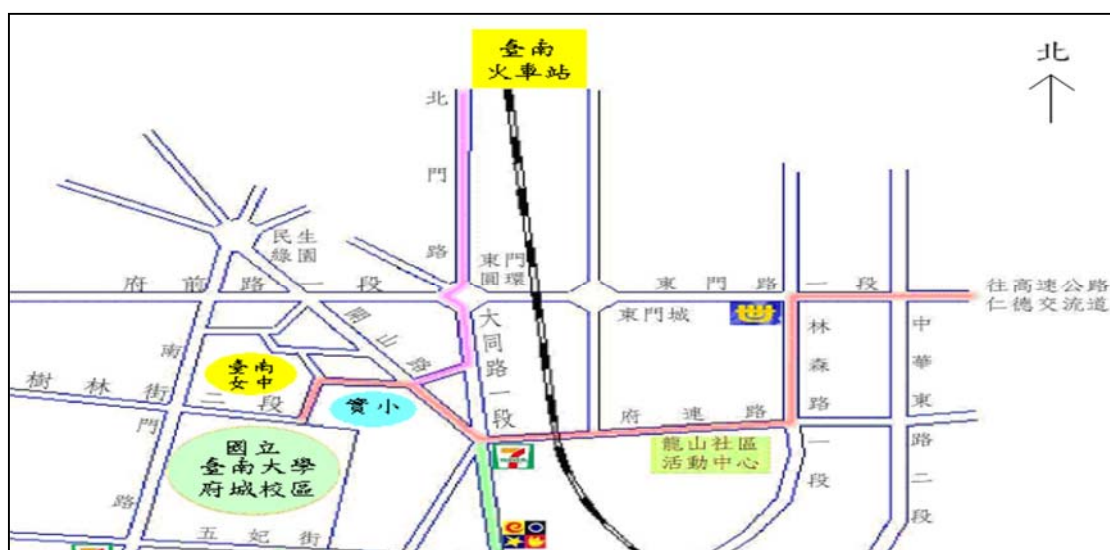 臺南
火車站
北
北門路
民生
綠園
東門
圓環
府前路一段
東門路一段
往高速公路
仁德交流道
東門城
開山路
大同路一段
林森路一段
中華東路二段
南門路
臺南
女中
樹林街二段
實小
府連路
龍山社區
活動中心
國立
臺南大學
府城校區
五妃街